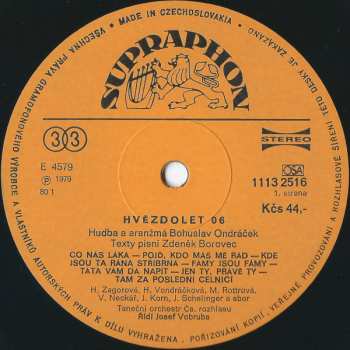 MADE IN CZECHOSLOVAKIA
VŠECHNA PRÁVA GRAMOFONOVÉHO VÝROBCE A VLASTNÍKŮ AUTORSKÝCH PRÁV K DÍLU VYHRAŽENA. POŘIZOVÁNÍ KOPIÍ, VEŘEJNÉ PROVOZOVÁNÍ A ROZHLASOVÉ ŠÍŘENÍ TÉTO DESKY JE ZAKÁZÁNO
SUPRAPHON
33
STEREO
E 4579
℗ 1979
80 1
OSA
1113 2516
1. strana
Kčs 44,-
HVĚZDOLET 06
Hudba a aranžmá Bohuslav Ondráček
Texty písní Zdeněk Borovec
CO NÁS LÁKÁ — POJĎ, KDO MÁŠ MĚ RÁD — KDE
JSOU TA RÁNA STŘÍBRNÁ — FÁMY JSOU FÁMY —
TÁTA VÁM DÁ NAPÍT — JEN TY, PRÁVĚ TY —
TAM ZA POSLEDNÍ CELNICÍ
H. Zagorová, H. Vondráčková, M. Rottrová,
V. Neckář, J. Korn, J. Schelinger a sbor
Taneční orchestr Čs. rozhlasu
Řídí Josef Vobruba